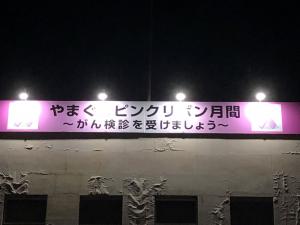 やまぐ ピンクリボン月間
〜がん検診を受けましょう〜